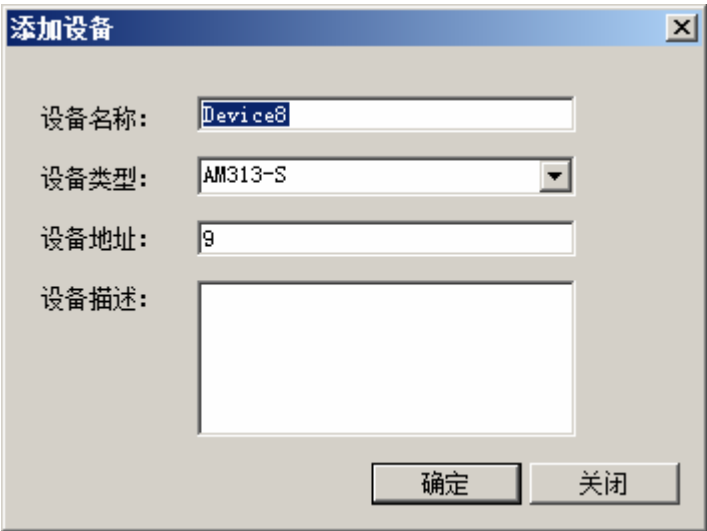 添加设备
设备名称: Device8
设备类型: AM313-S
设备地址: 9
设备描述:
确定 关闭